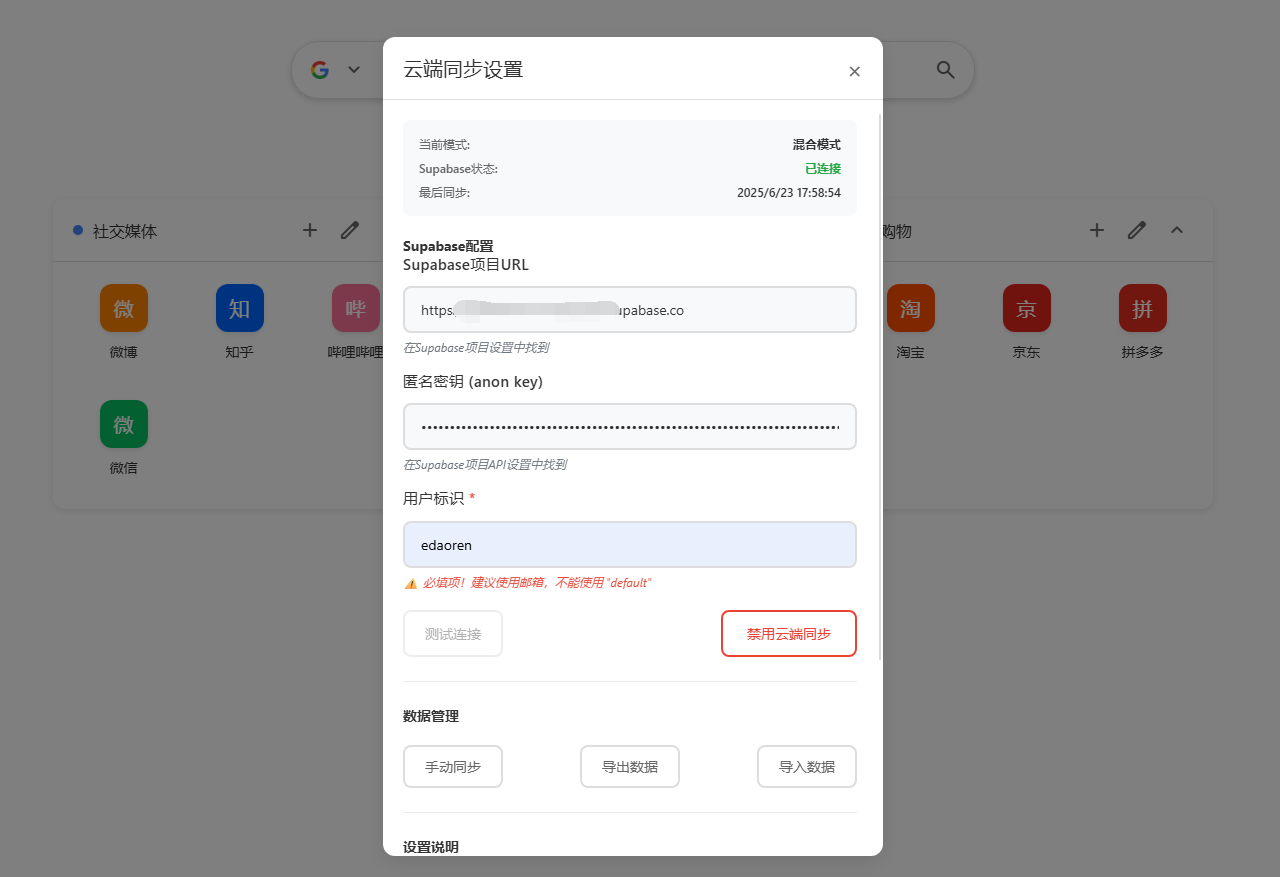 云端同步设置
×
当前模式: 混合模式
Supabase状态: 已连接
最后同步: 2025/6/23 17:58:54
Supabase配置
Supabase项目URL
https. upabase.co
在Supabase项目设置中找到
匿名密钥 (anon key)
在Supabase项目API设置中找到
用户标识 *
edaoren
必填项！建议使用邮箱，不能使用 "default"
测试连接 禁用云端同步
数据管理
手动同步 导出数据 导入数据
设置说明
社交媒体
微 知 哔
微博 知乎 哔哩哔哩
微
微信
购物
淘 京 拼
淘宝 京东 拼多多